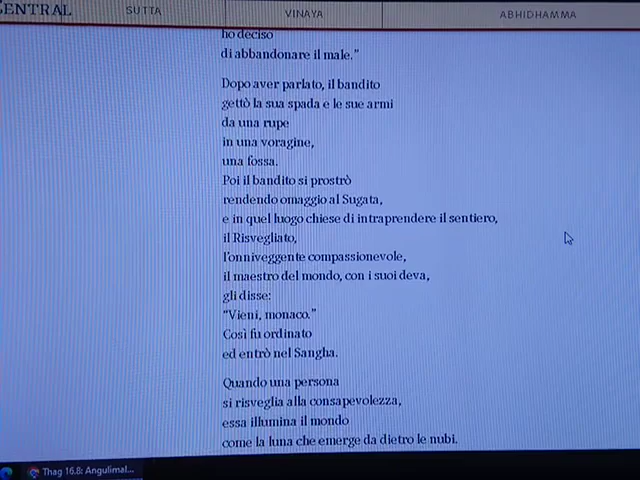 CENTRAL
SUTTA
VINAYA
ABHIDHAMMA
ho deciso
di abbandonare il male.”
Dopo aver parlato, il bandito
gettò la sua spada e le sue armi
da una rupe
in una voragine,
una fossa.
Poi il bandito si prostrò
rendendo omaggio al Sugata,
e in quel luogo chiese di intraprendere il sentiero,
il Risvegliato,
l'onniveggente compassionevole,
il maestro del mondo, con i suoi deva,
gli disse:
“Vieni, monaco.”
Così fu ordinato
ed entrò nel Sangha.
Quando una persona
si risveglia alla consapevolezza,
essa illumina il mondo
come la luna che emerge da dietro le nubi.
Thag 16.8: Angulimal...